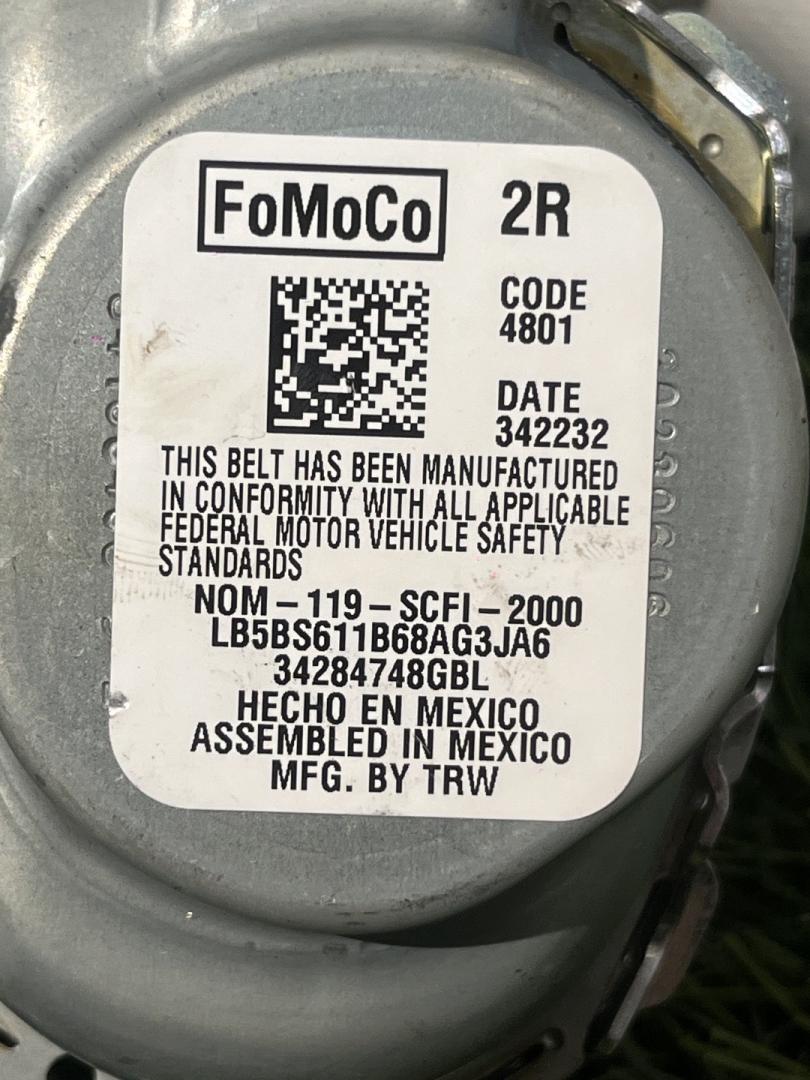 FoMoCo 2R
CODE
4801
DATE
342232
THIS BELT HAS BEEN MANUFACTURED
IN CONFORMITY WITH ALL APPLICABLE
FEDERAL MOTOR VEHICLE SAFETY
STANDARDS
NOM – 119 – SCFI – 2000
LB5BS611B68AG3JA6
34284748GBL
HECHO EN MEXICO
ASSEMBLED IN MEXICO
MFG. BY TRW